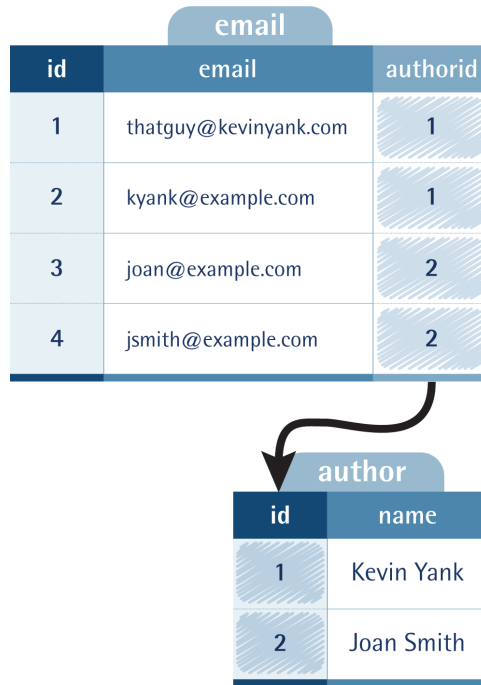 email
id email authorid
1 thatguy@kevinyank.com 1
2 kyank@example.com 1
3 joan@example.com 2
4 jsmith@example.com 2
author
id name
1 Kevin Yank
2 Joan Smith